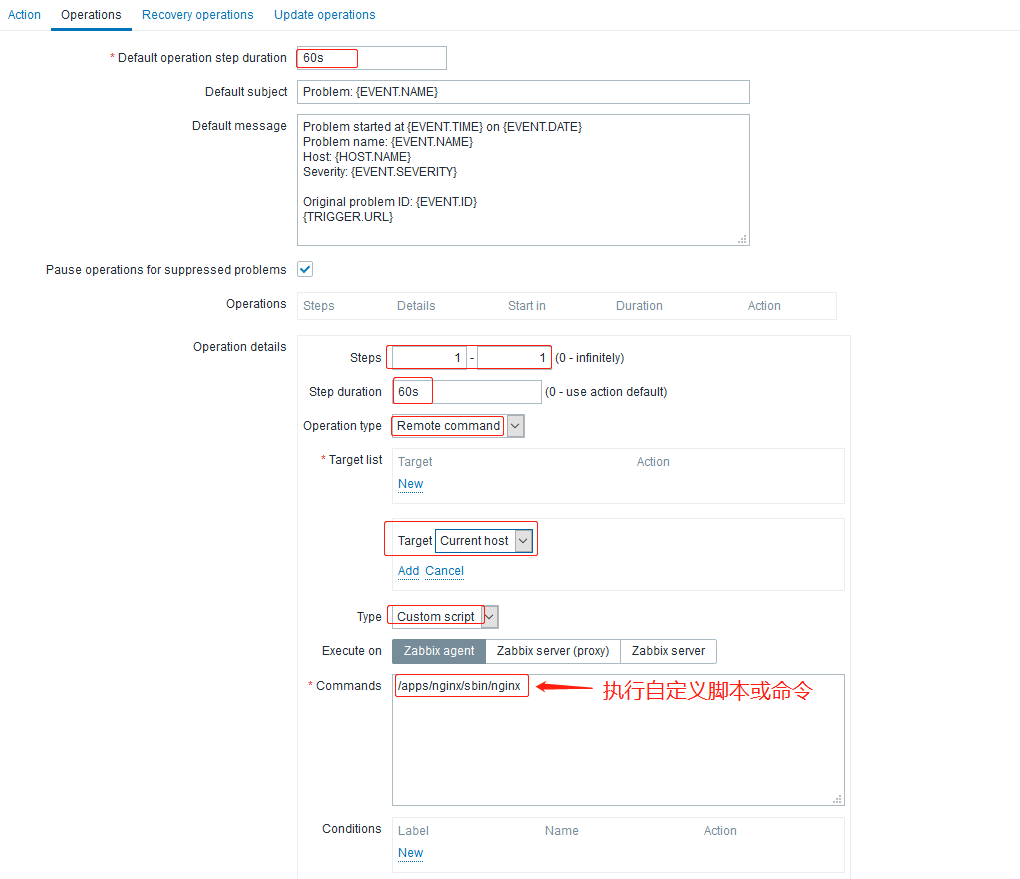 Action Operations Recovery operations Update operations
* Default operation step duration 60s
Default subject Problem: {EVENT.NAME}
Default message Problem started at {EVENT.TIME} on {EVENT.DATE}
Problem name: {EVENT.NAME}
Host: {HOST.NAME}
Severity: {EVENT.SEVERITY}
Original problem ID: {EVENT.ID}
{TRIGGER.URL}
Pause operations for suppressed problems
Operations Steps Details Start in Duration Action
Operation details
Steps 1 - 1 (0 - infinitely)
Step duration 60s (0 - use action default)
Operation type Remote command
* Target list Target Action
New
Target Current host
Add Cancel
Type Custom script
Execute on Zabbix agent Zabbix server (proxy) Zabbix server
* Commands /apps/nginx/sbin/nginx 执行自定义脚本或命令
Conditions Label Name Action
New